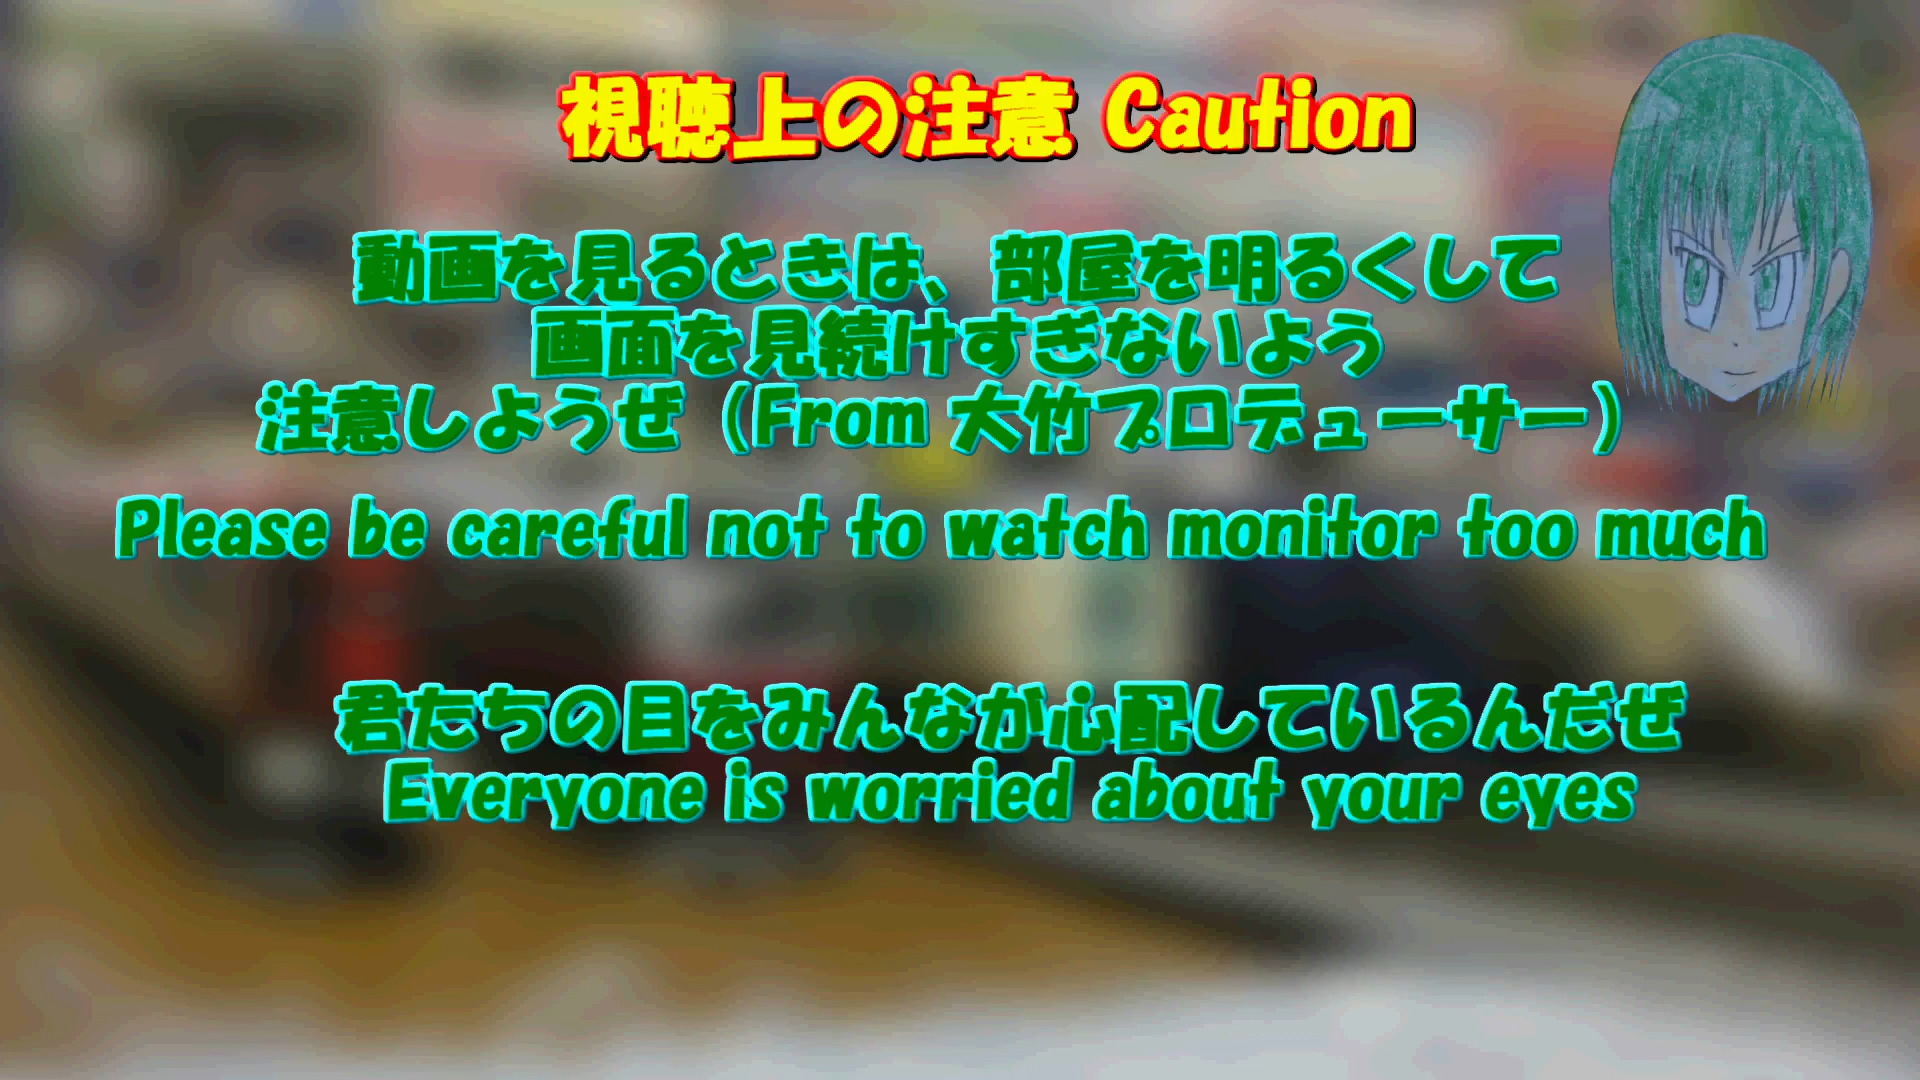 視聴上の注意 Caution
動画を見るときは、部屋を明るくして
画面を見続けすぎないよう
注意しようぜ（From 大竹プロデューサー）
Please be careful not to watch monitor too much
君たちの目をみんなが心配しているんだぜ
Everyone is worried about your eyes